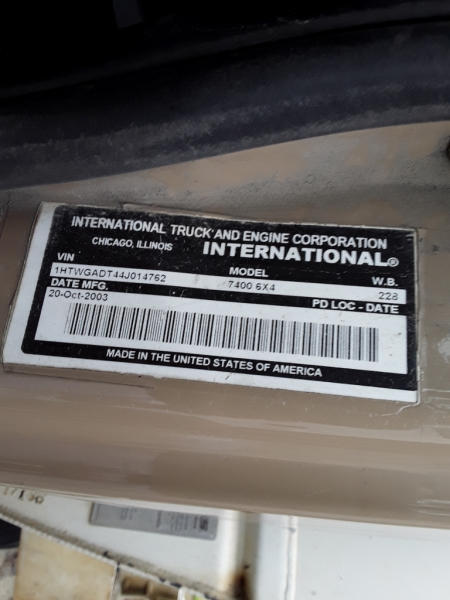 INTERNATIONAL TRUCK AND ENGINE CORPORATION
CHICAGO, ILLINOIS INTERNATIONAL®
VIN MODEL W.B.
1HTWGADT44J014762 7400 6X4 228
DATE MFG. PD LOC - DATE
20-Oct-2003
MADE IN THE UNITED STATES OF AMERICA